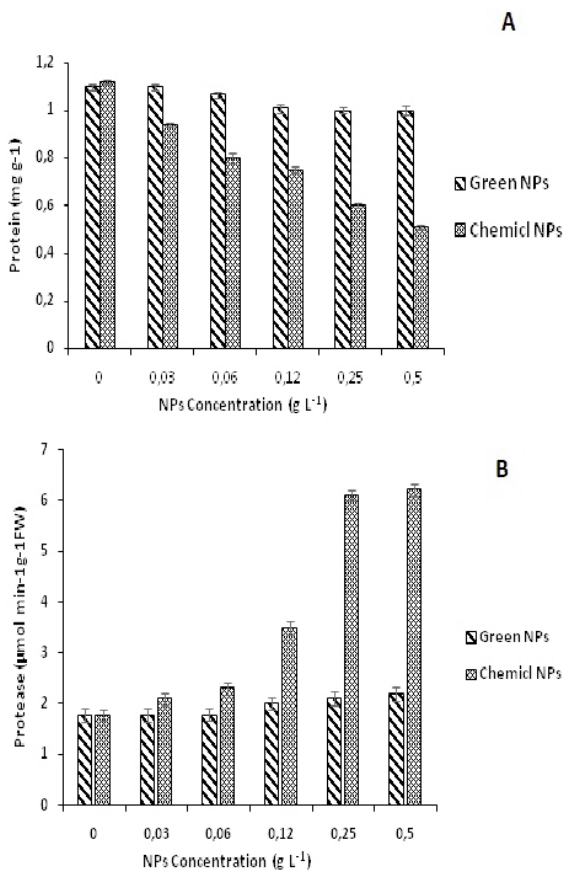 A
Protein (mg g-1)
1,2
1
0,8
0,6
0,4
0,2
0
0 0,03 0,06 0,12 0,25 0,5
NPs Concentration (g L-1)
Green NPs
Chemicl NPs
B
Protease (µmol min-1g-1FW)
7
6
5
4
3
2
1
0
0 0,03 0,06 0,12 0,25 0,5
NPs Concentration (g L-1)
Green NPs
Chemicl NPs